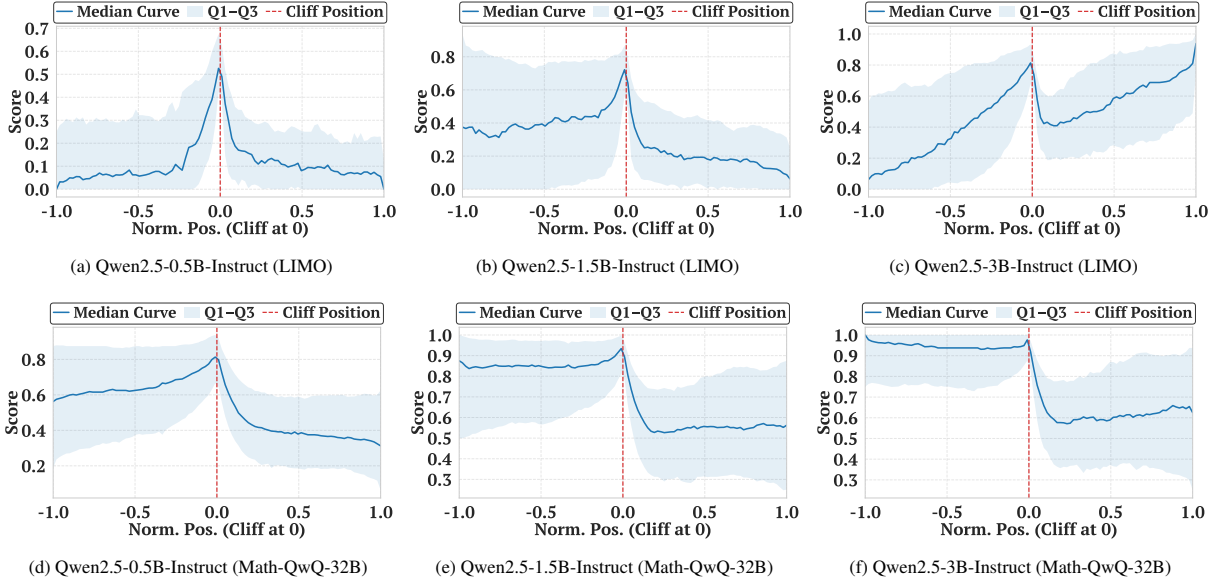 Median Curve Q1−Q3 Cliff Position
Median Curve Q1−Q3 Cliff Position
Median Curve Q1−Q3 Cliff Position
Score
0.7
0.6
0.5
0.4
0.3
0.2
0.1
0.0
-1.0 -0.5 0.0 0.5 1.0
Norm. Pos. (Cliff at 0)
(a) Qwen2.5-0.5B-Instruct (LIMO)
Score
0.8
0.6
0.4
0.2
0.0
-1.0 -0.5 0.0 0.5 1.0
Norm. Pos. (Cliff at 0)
(b) Qwen2.5-1.5B-Instruct (LIMO)
Score
1.0
0.8
0.6
0.4
0.2
0.0
-1.0 -0.5 0.0 0.5 1.0
Norm. Pos. (Cliff at 0)
(c) Qwen2.5-3B-Instruct (LIMO)
Median Curve Q1−Q3 Cliff Position
Median Curve Q1−Q3 Cliff Position
Median Curve Q1−Q3 Cliff Position
Score
0.8
0.6
0.4
0.2
-1.0 -0.5 0.0 0.5 1.0
Norm. Pos. (Cliff at 0)
(d) Qwen2.5-0.5B-Instruct (Math-QwQ-32B)
Score
1.0
0.9
0.8
0.7
0.6
0.5
0.4
0.3
-1.0 -0.5 0.0 0.5 1.0
Norm. Pos. (Cliff at 0)
(e) Qwen2.5-1.5B-Instruct (Math-QwQ-32B)
Score
1.0
0.9
0.8
0.7
0.6
0.5
0.4
0.3
-1.0 -0.5 0.0 0.5 1.0
Norm. Pos. (Cliff at 0)
(f) Qwen2.5-3B-Instruct (Math-QwQ-32B)